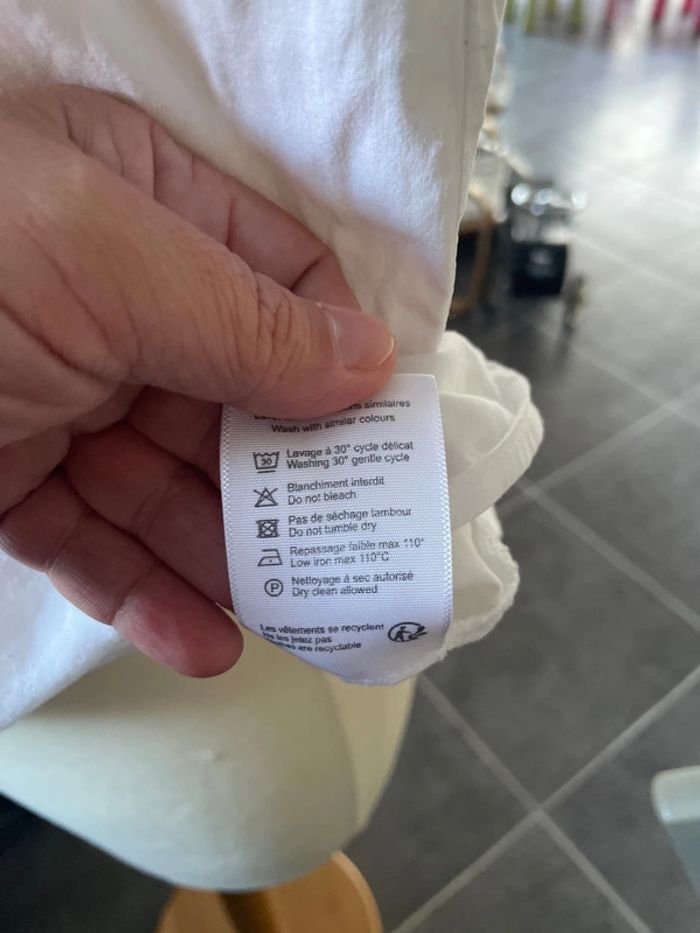 similaires
Wash with similar colours
30
Lavage à 30° cycle délicat
Washing 30° gentle cycle
Blanchiment interdit
Do not bleach
Pas de séchage tambour
Do not tumble dry
Repassage faible max 110°
Low iron max 110°C
P
Nettoyage à sec autorisé
Dry clean allowed
Les vêtements se recyclent
les jetez pas
are recyclable